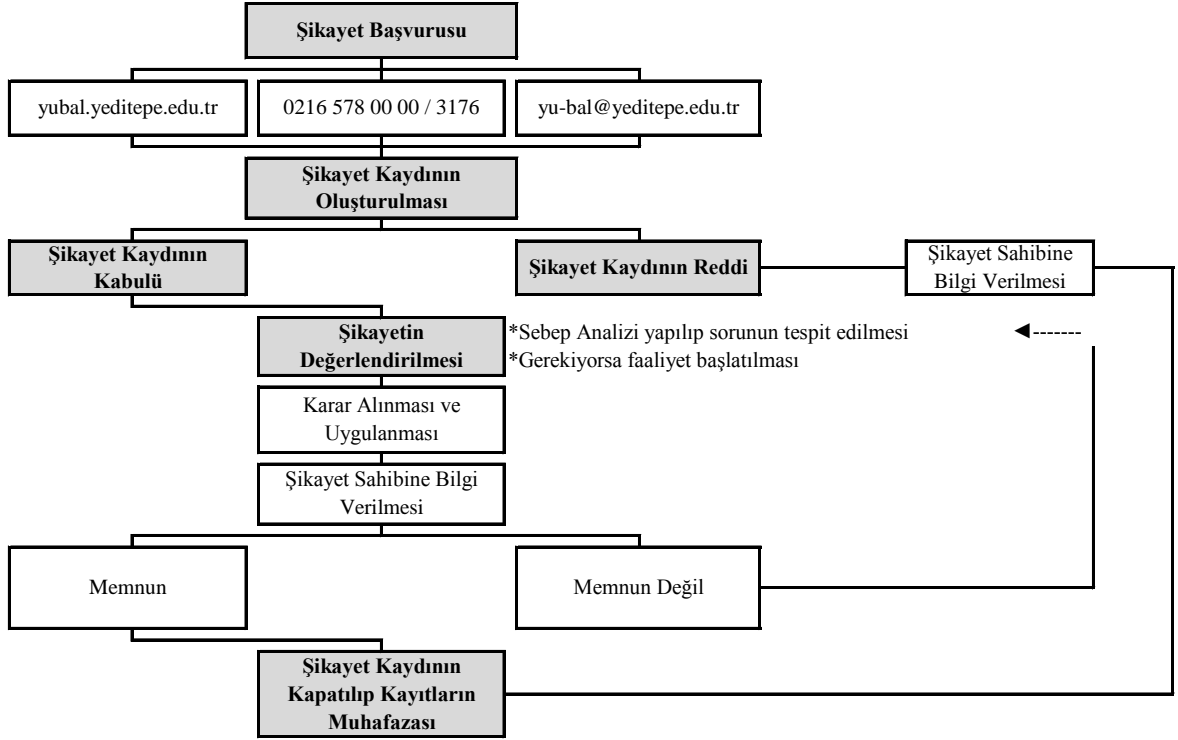 Şikayet Başvurusu
yubal.yeditepe.edu.tr
0216 578 00 00 / 3176
yu-bal@yeditepe.edu.tr
Şikayet Kaydının
Oluşturulması
Şikayet Kaydının
Kabulü
Şikayet Kaydının Reddi
Şikayet Sahibine
Bilgi Verilmesi
Şikayetin
Değerlendirilmesi
*Sebep Analizi yapılıp sorunun tespit edilmesi
*Gerekiyorsa faaliyet başlatılması
Karar Alınması ve
Uygulanması
Şikayet Sahibine Bilgi
Verilmesi
Memnun
Memnun Değil
Şikayet Kaydının
Kapatılıp Kayıtların
Muhafazası